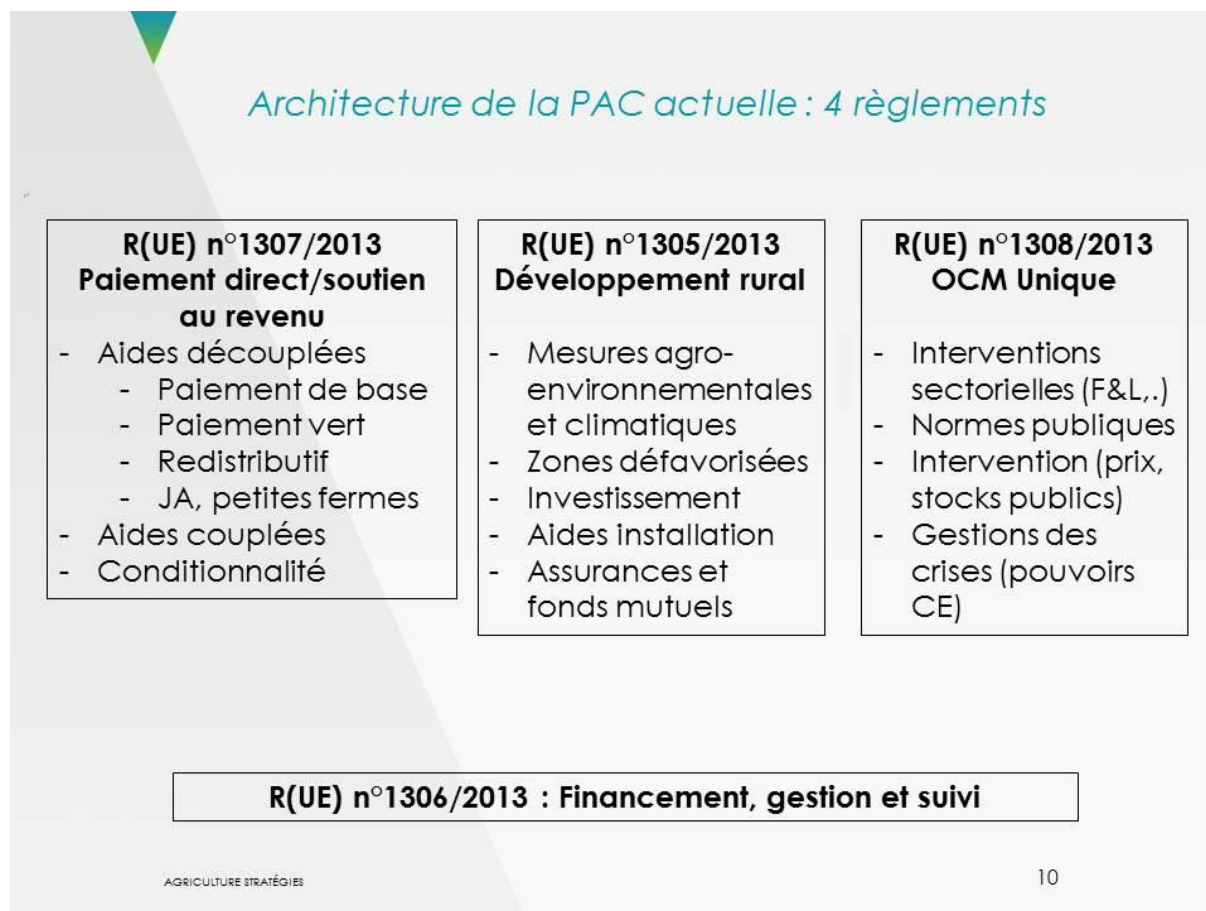 Architecture de la PAC actuelle : 4 règlements
R(UE) n°1307/2013
Paiement direct/soutien
au revenu
- Aides découplées
- Paiement de base
- Paiement vert
- Redistributif
- JA, petites fermes
- Aides couplées
- Conditionnalité
R(UE) n°1305/2013
Développement rural
- Mesures agro-
environnementales
et climatiques
- Zones défavorisées
- Investissement
- Aides installation
- Assurances et
fonds mutuels
R(UE) n°1308/2013
OCM Unique
- Interventions
sectorielles (F&L,.)
- Normes publiques
- Intervention (prix,
stocks publics)
- Gestions des
crises (pouvoirs
CE)
R(UE) n°1306/2013 : Financement, gestion et suivi
AGRICULTURE STRATÉGIES
10